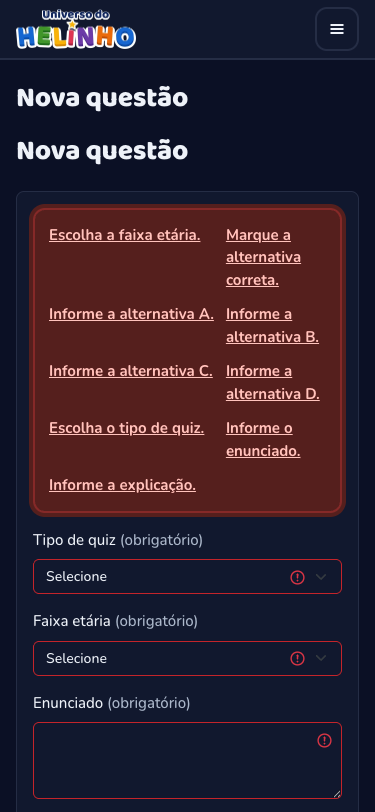 Universo do
HELINHO
Nova questão
Nova questão
Escolha a faixa etária.
Marque a
alternativa
correta.
Informe a alternativa A.
Informe a
alternativa B.
Informe a alternativa C.
Informe a
alternativa D.
Escolha o tipo de quiz.
Informe o
enunciado.
Informe a explicação.
Tipo de quiz (obrigatório)
Selecione
Faixa etária (obrigatório)
Selecione
Enunciado (obrigatório)